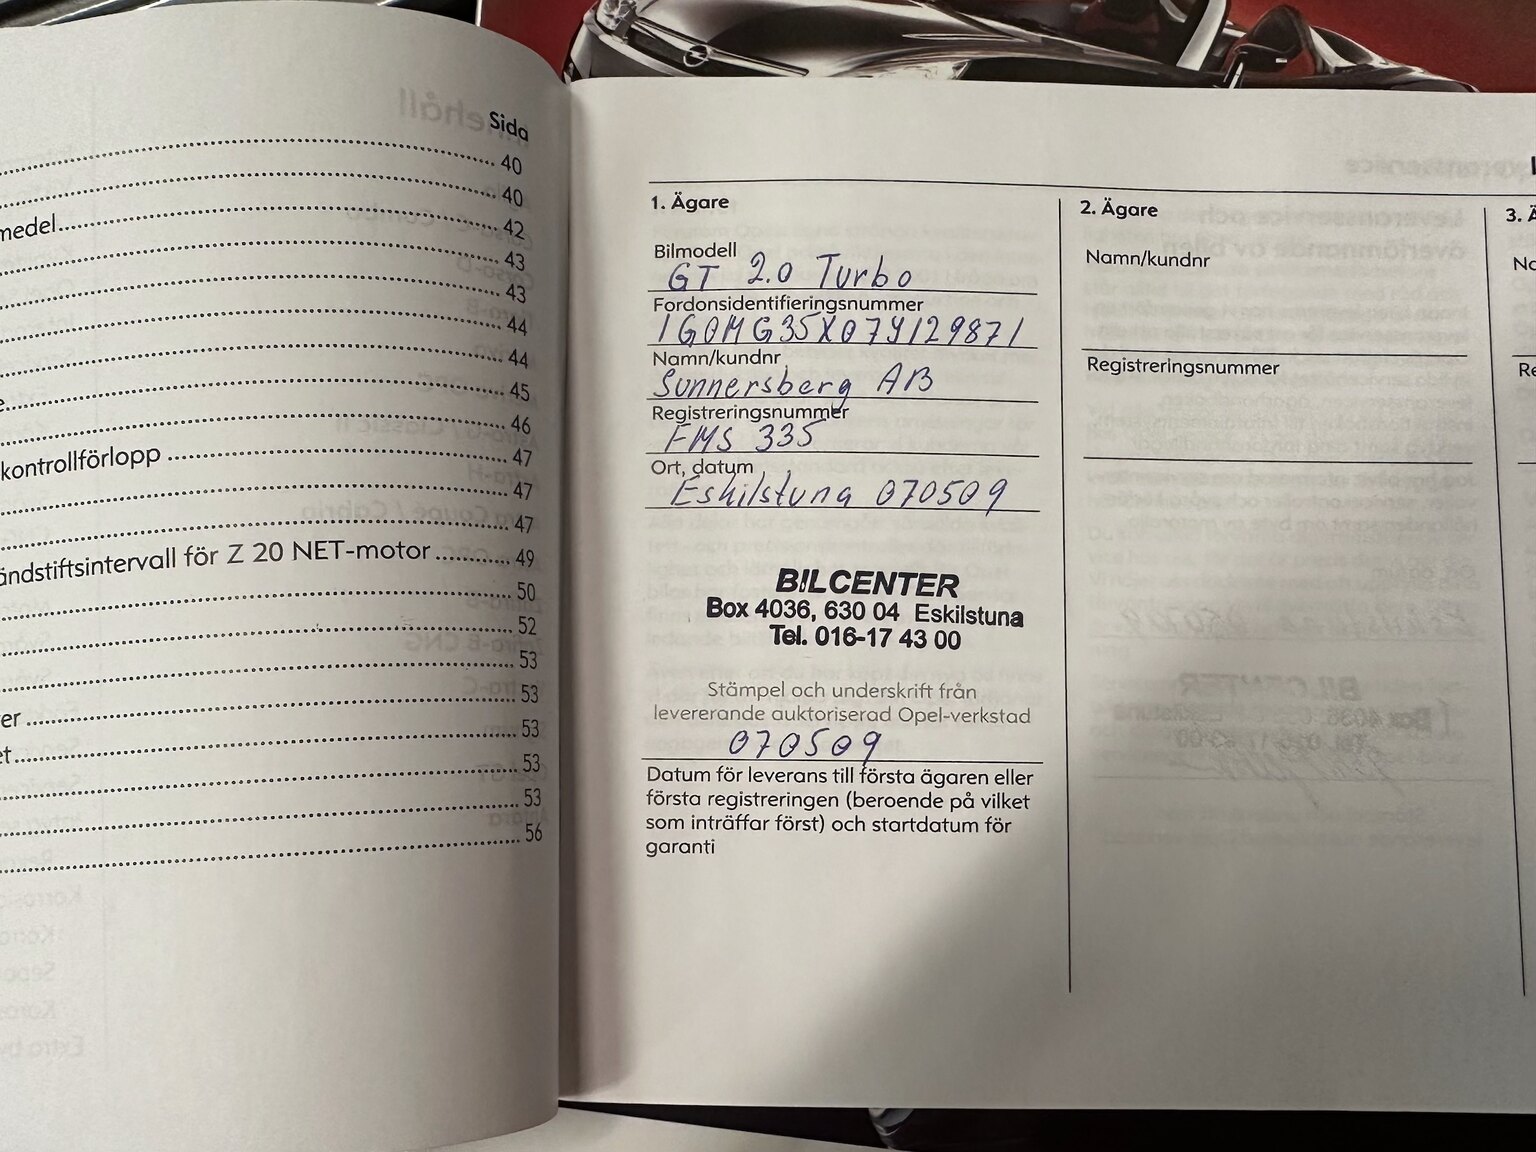 Sida
40
40
medel 42
43
43
44
44
45
46
kontrollförlopp 47
47
47
ändstiftsintervall för Z 20 NET-motor 49
50
52
53
er 53
et 53
53
53
56
1. Ägare
Bilmodell
GT 2.0 Turbo
Fordonsidentifieringsnummer
1G0MG35X07Y129871
Namn/kundnr
Sunnersberg AB
Registreringsnummer
FMS 335
Ort, datum
Eskilstuna 070509
BILCENTER
Box 4036, 630 04 Eskilstuna
Tel. 016-17 43 00
Stämpel och underskrift från
levererande auktoriserad Opel-verkstad
070509
Datum för leverans till första ägaren eller
första registreringen (beroende på vilket
som inträffar först) och startdatum för
garanti
2. Ägare
Namn/kundnr
Registreringsnummer
3. Ä
Na
Re